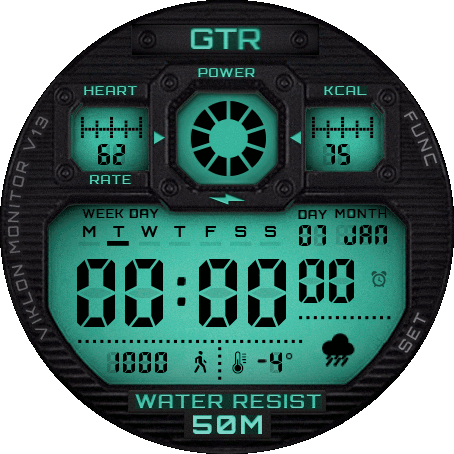 GTR
POWER
HEART
KCAL
62
75
RATE
VIKLON MONITOR V13
FUNC
WEEK DAY
DAY MONTH
M T W T F S S
01 JAN
00:00
00
1000
-4°
SET
WATER RESIST
50M